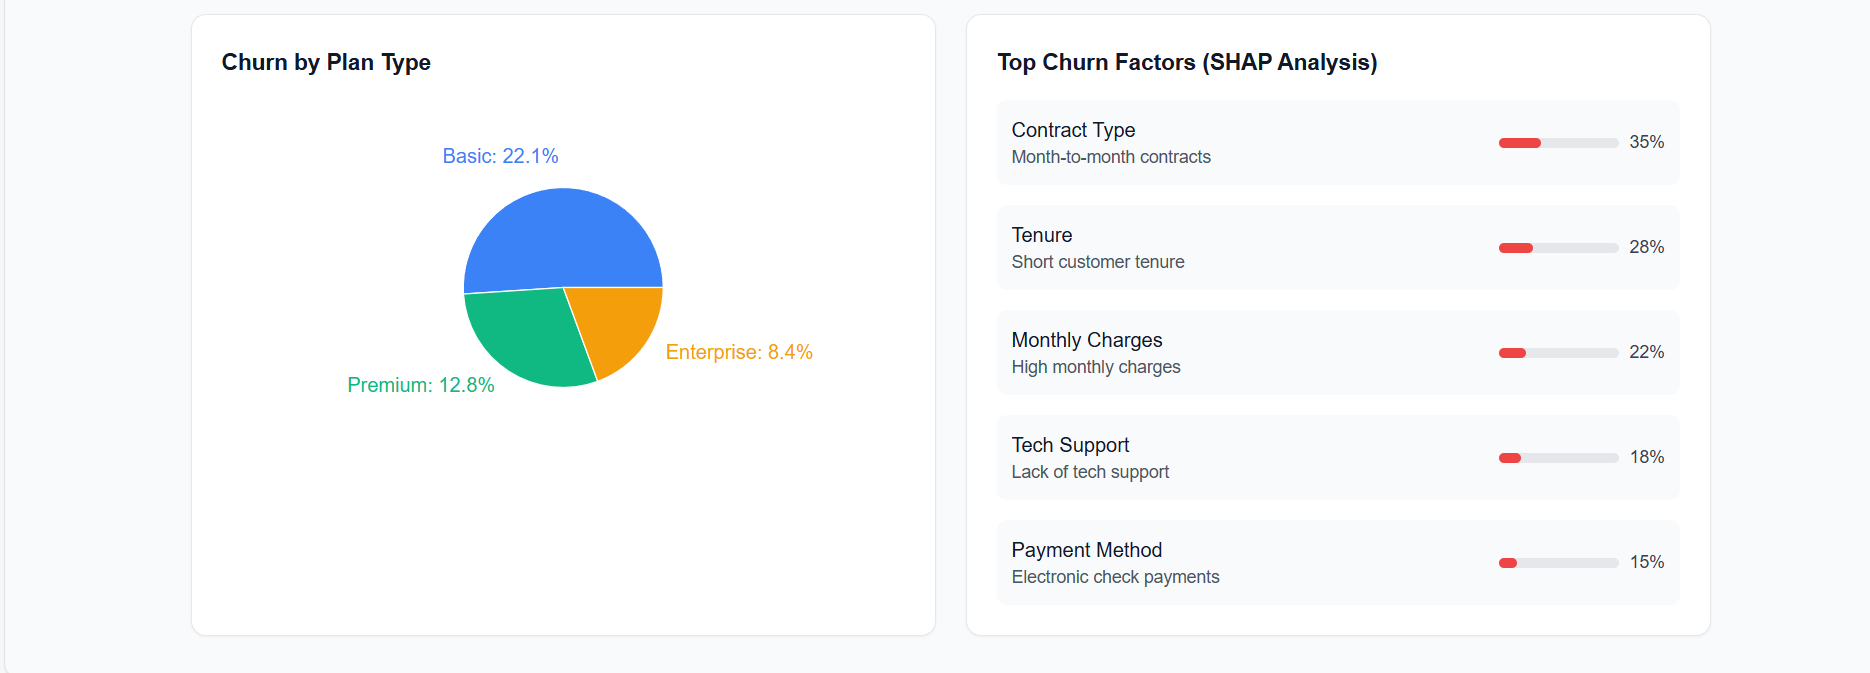 Churn by Plan Type
Basic: 22.1%
Enterprise: 8.4%
Premium: 12.8%
Top Churn Factors (SHAP Analysis)
Contract Type
Month-to-month contracts
35%
Tenure
Short customer tenure
28%
Monthly Charges
High monthly charges
22%
Tech Support
Lack of tech support
18%
Payment Method
Electronic check payments
15%